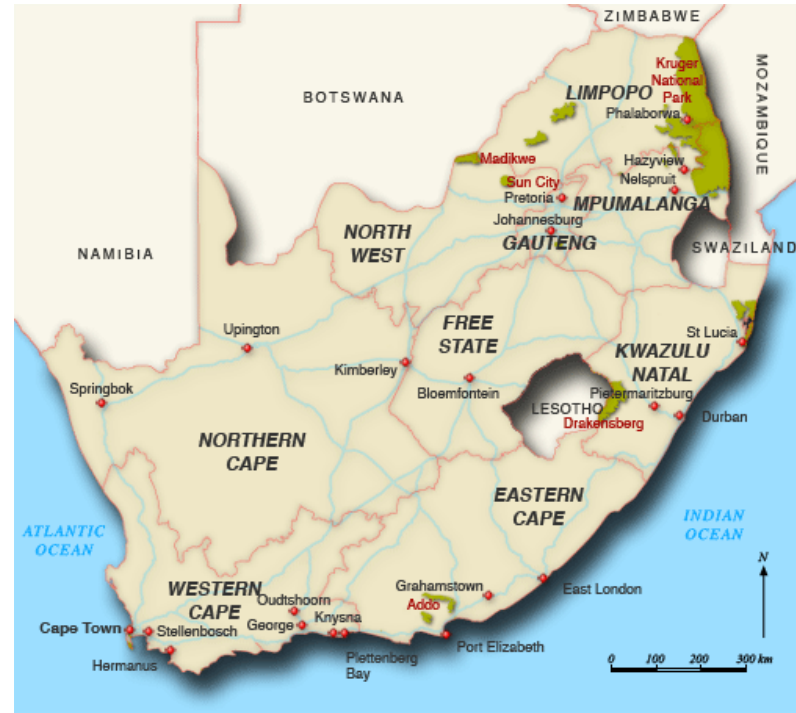 ZIMBABWE
Kruger
National
Park
LIMPOPO
BOTSWANA
MOZAMBIQUE
Phalaborwa
Madikwe
Hazyview
Sun City
Nelspruit
Pretoria
MPUMALANGA
Johannesburg
NORTH
WEST
GAUTENG
SWAZILAND
NAMIBIA
Upington
FREE
STATE
St Lucia
KWAZULU
NATAL
Kimberley
Springbok
Bloemfontein
Pietermaritzburg
LESOTHO
Durban
Drakensberg
NORTHERN
CAPE
EASTERN
CAPE
ATLANTIC
OCEAN
INDIAN
OCEAN
N
WESTERN
CAPE
Grahamstown
East London
Oudtshoorn
Addo
Cape Town
Stellenbosch
George
Knysna
Port Elizabeth
Hermanus
Plettenberg
Bay
0 100 200 300 km